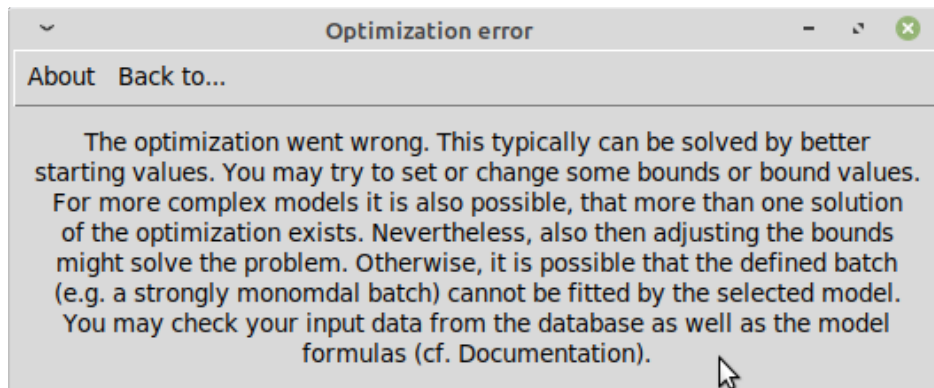 Optimization error
About Back to...
The optimization went wrong. This typically can be solved by better
starting values. You may try to set or change some bounds or bound values.
For more complex models it is also possible, that more than one solution
of the optimization exists. Nevertheless, also then adjusting the bounds
might solve the problem. Otherwise, it is possible that the defined batch
(e.g. a strongly monomdal batch) cannot be fitted by the selected model.
You may check your input data from the database as well as the model
formulas (cf. Documentation).